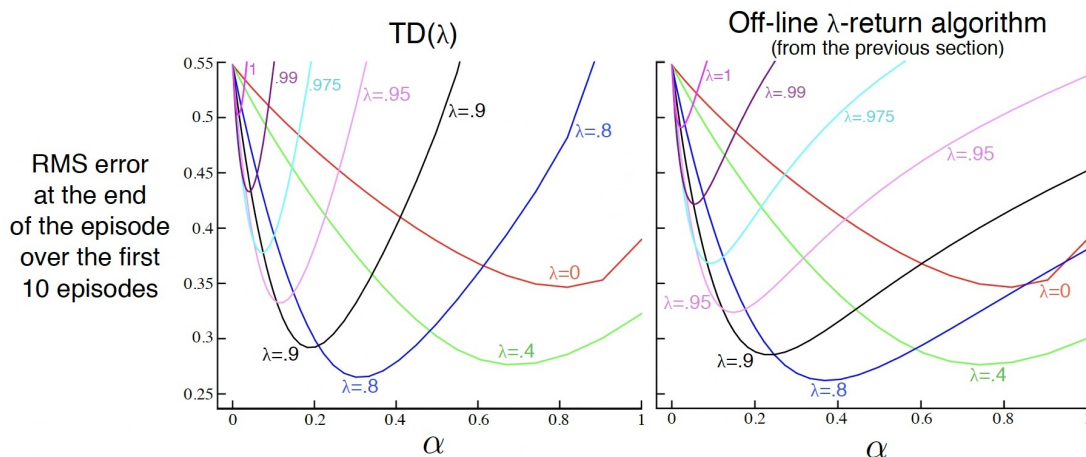 TD(λ)
Off-line λ-return algorithm
(from the previous section)
RMS error
at the end
of the episode
over the first
10 episodes
0.55
0.5
0.45
0.4
0.35
0.3
0.25
0
0.2
0.4
0.6
0.8
1
α
1
.99
.975
λ=.95
λ=.9
λ=.8
λ=0
λ=.4
λ=.9
λ=.8
λ=1
λ=.99
λ=.975
λ=.95
λ=.95
λ=0
λ=.9
λ=.4
λ=.8
0
0.2
0.4
0.6
0.8
1
α